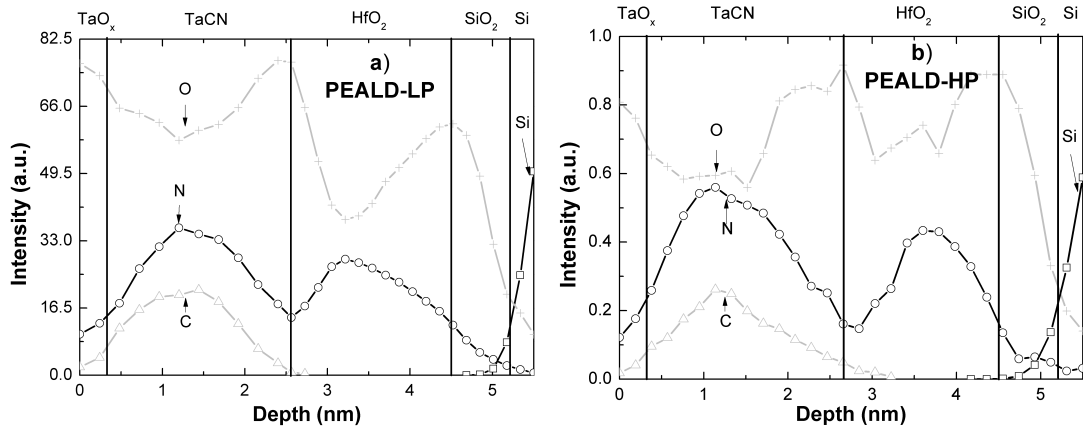 TaOx TaCN HfO2 SiO2 Si
82.5
66.0
49.5
33.0
16.5
0.0
Intensity (a.u.)
a)
PEALD-LP
O
N
C
Si
0 1 2 3 4 5
Depth (nm)
TaOx TaCN HfO2 SiO2 Si
1.0
0.8
0.6
0.4
0.2
0.0
Intensity (a.u.)
b)
PEALD-HP
O
N
C
Si
0 1 2 3 4 5
Depth (nm)